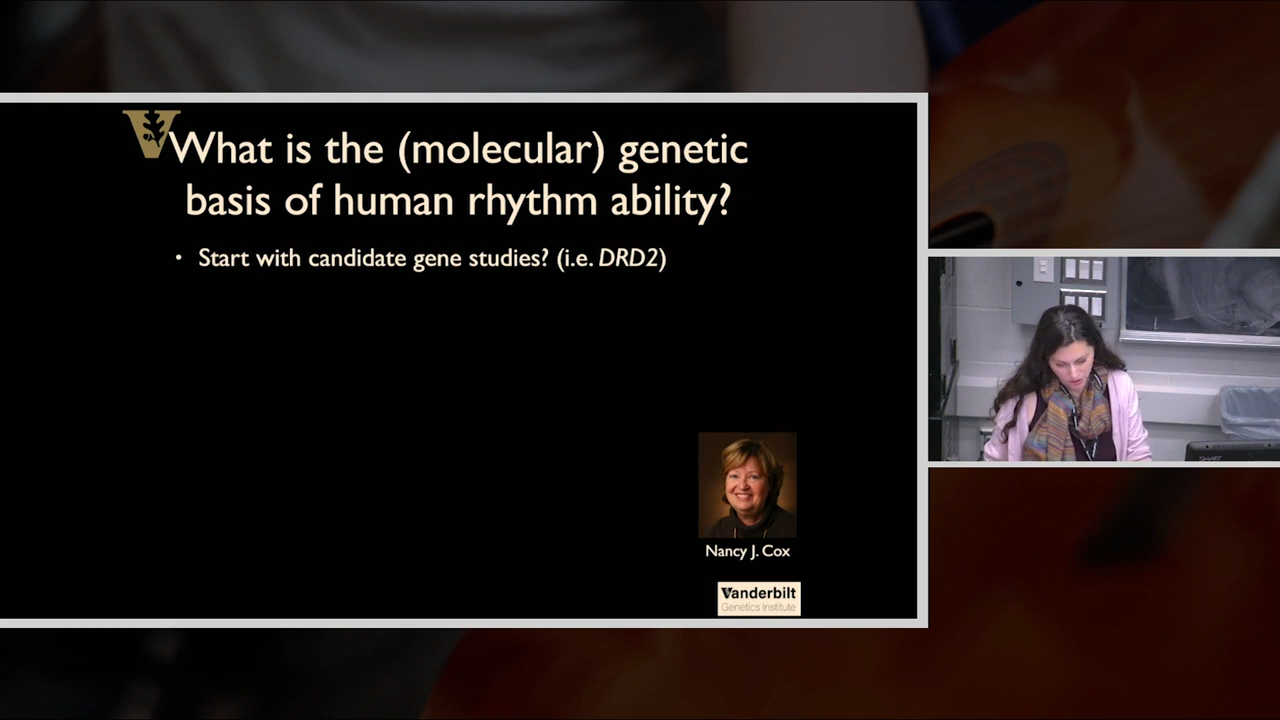 What is the (molecular) genetic
basis of human rhythm ability?
• Start with candidate gene studies? (i.e. DRD2)
Nancy J. Cox
Vanderbilt
Genetics Institute
SMART